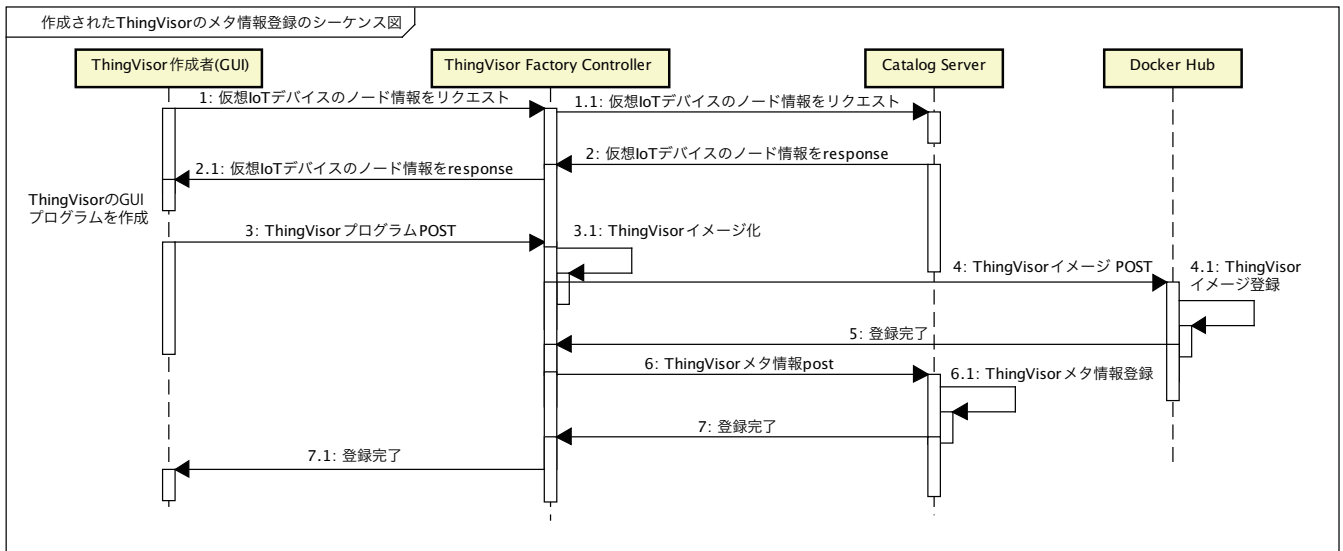 作成されたThingVisorのメタ情報登録のシーケンス図
ThingVisor作成者(GUI)
ThingVisor Factory Controller
Catalog Server
Docker Hub
1: 仮想IoTデバイスのノード情報をリクエスト
1.1: 仮想IoTデバイスのノード情報をリクエスト
2: 仮想IoTデバイスのノード情報をresponse
2.1: 仮想IoTデバイスのノード情報をresponse
ThingVisorのGUI
プログラムを作成
3: ThingVisorプログラムPOST
3.1: ThingVisorイメージ化
4: ThingVisorイメージ POST
4.1: ThingVisor
イメージ登録
5: 登録完了
6: ThingVisorメタ情報post
6.1: ThingVisorメタ情報登録
7: 登録完了
7.1: 登録完了